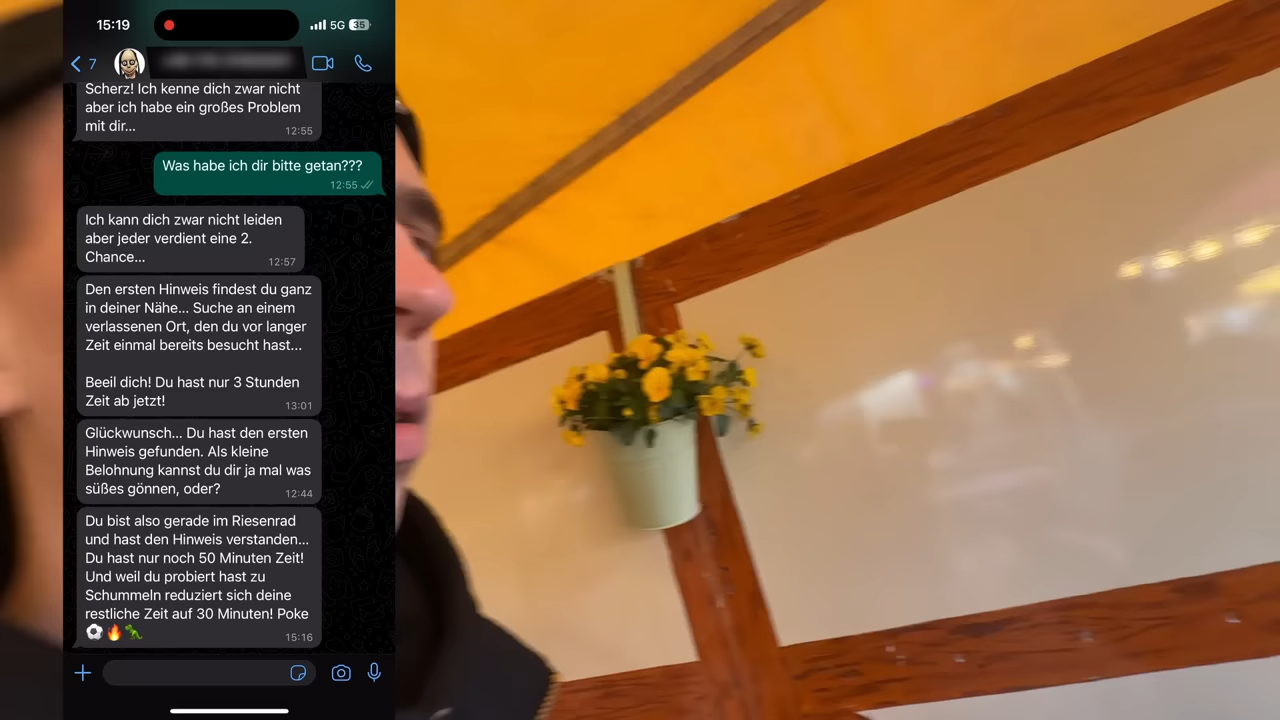 15:19
5G
35
7
Scherz! Ich kenne dich zwar nicht
aber ich habe ein großes Problem
mit dir...
12:55
Was habe ich dir bitte getan???
12:55
Ich kann dich zwar nicht leiden
aber jeder verdient eine 2.
Chance...
12:57
Den ersten Hinweis findest du ganz
in deiner Nähe... Suche an einem
verlassenen Ort, den du vor langer
Zeit einmal bereits besucht hast...
Beeil dich! Du hast nur 3 Stunden
Zeit ab jetzt!
13:01
Glückwunsch... Du hast den ersten
Hinweis gefunden. Als kleine
Belohnung kannst du dir ja mal was
süßes gönnen, oder?
12:44
Du bist also gerade im Riesenrad
und hast den Hinweis verstanden...
Du hast nur noch 50 Minuten Zeit!
Und weil du probiert hast zu
Schummeln reduziert sich deine
restliche Zeit auf 30 Minuten! Poke
⚽🔥🦖
15:16